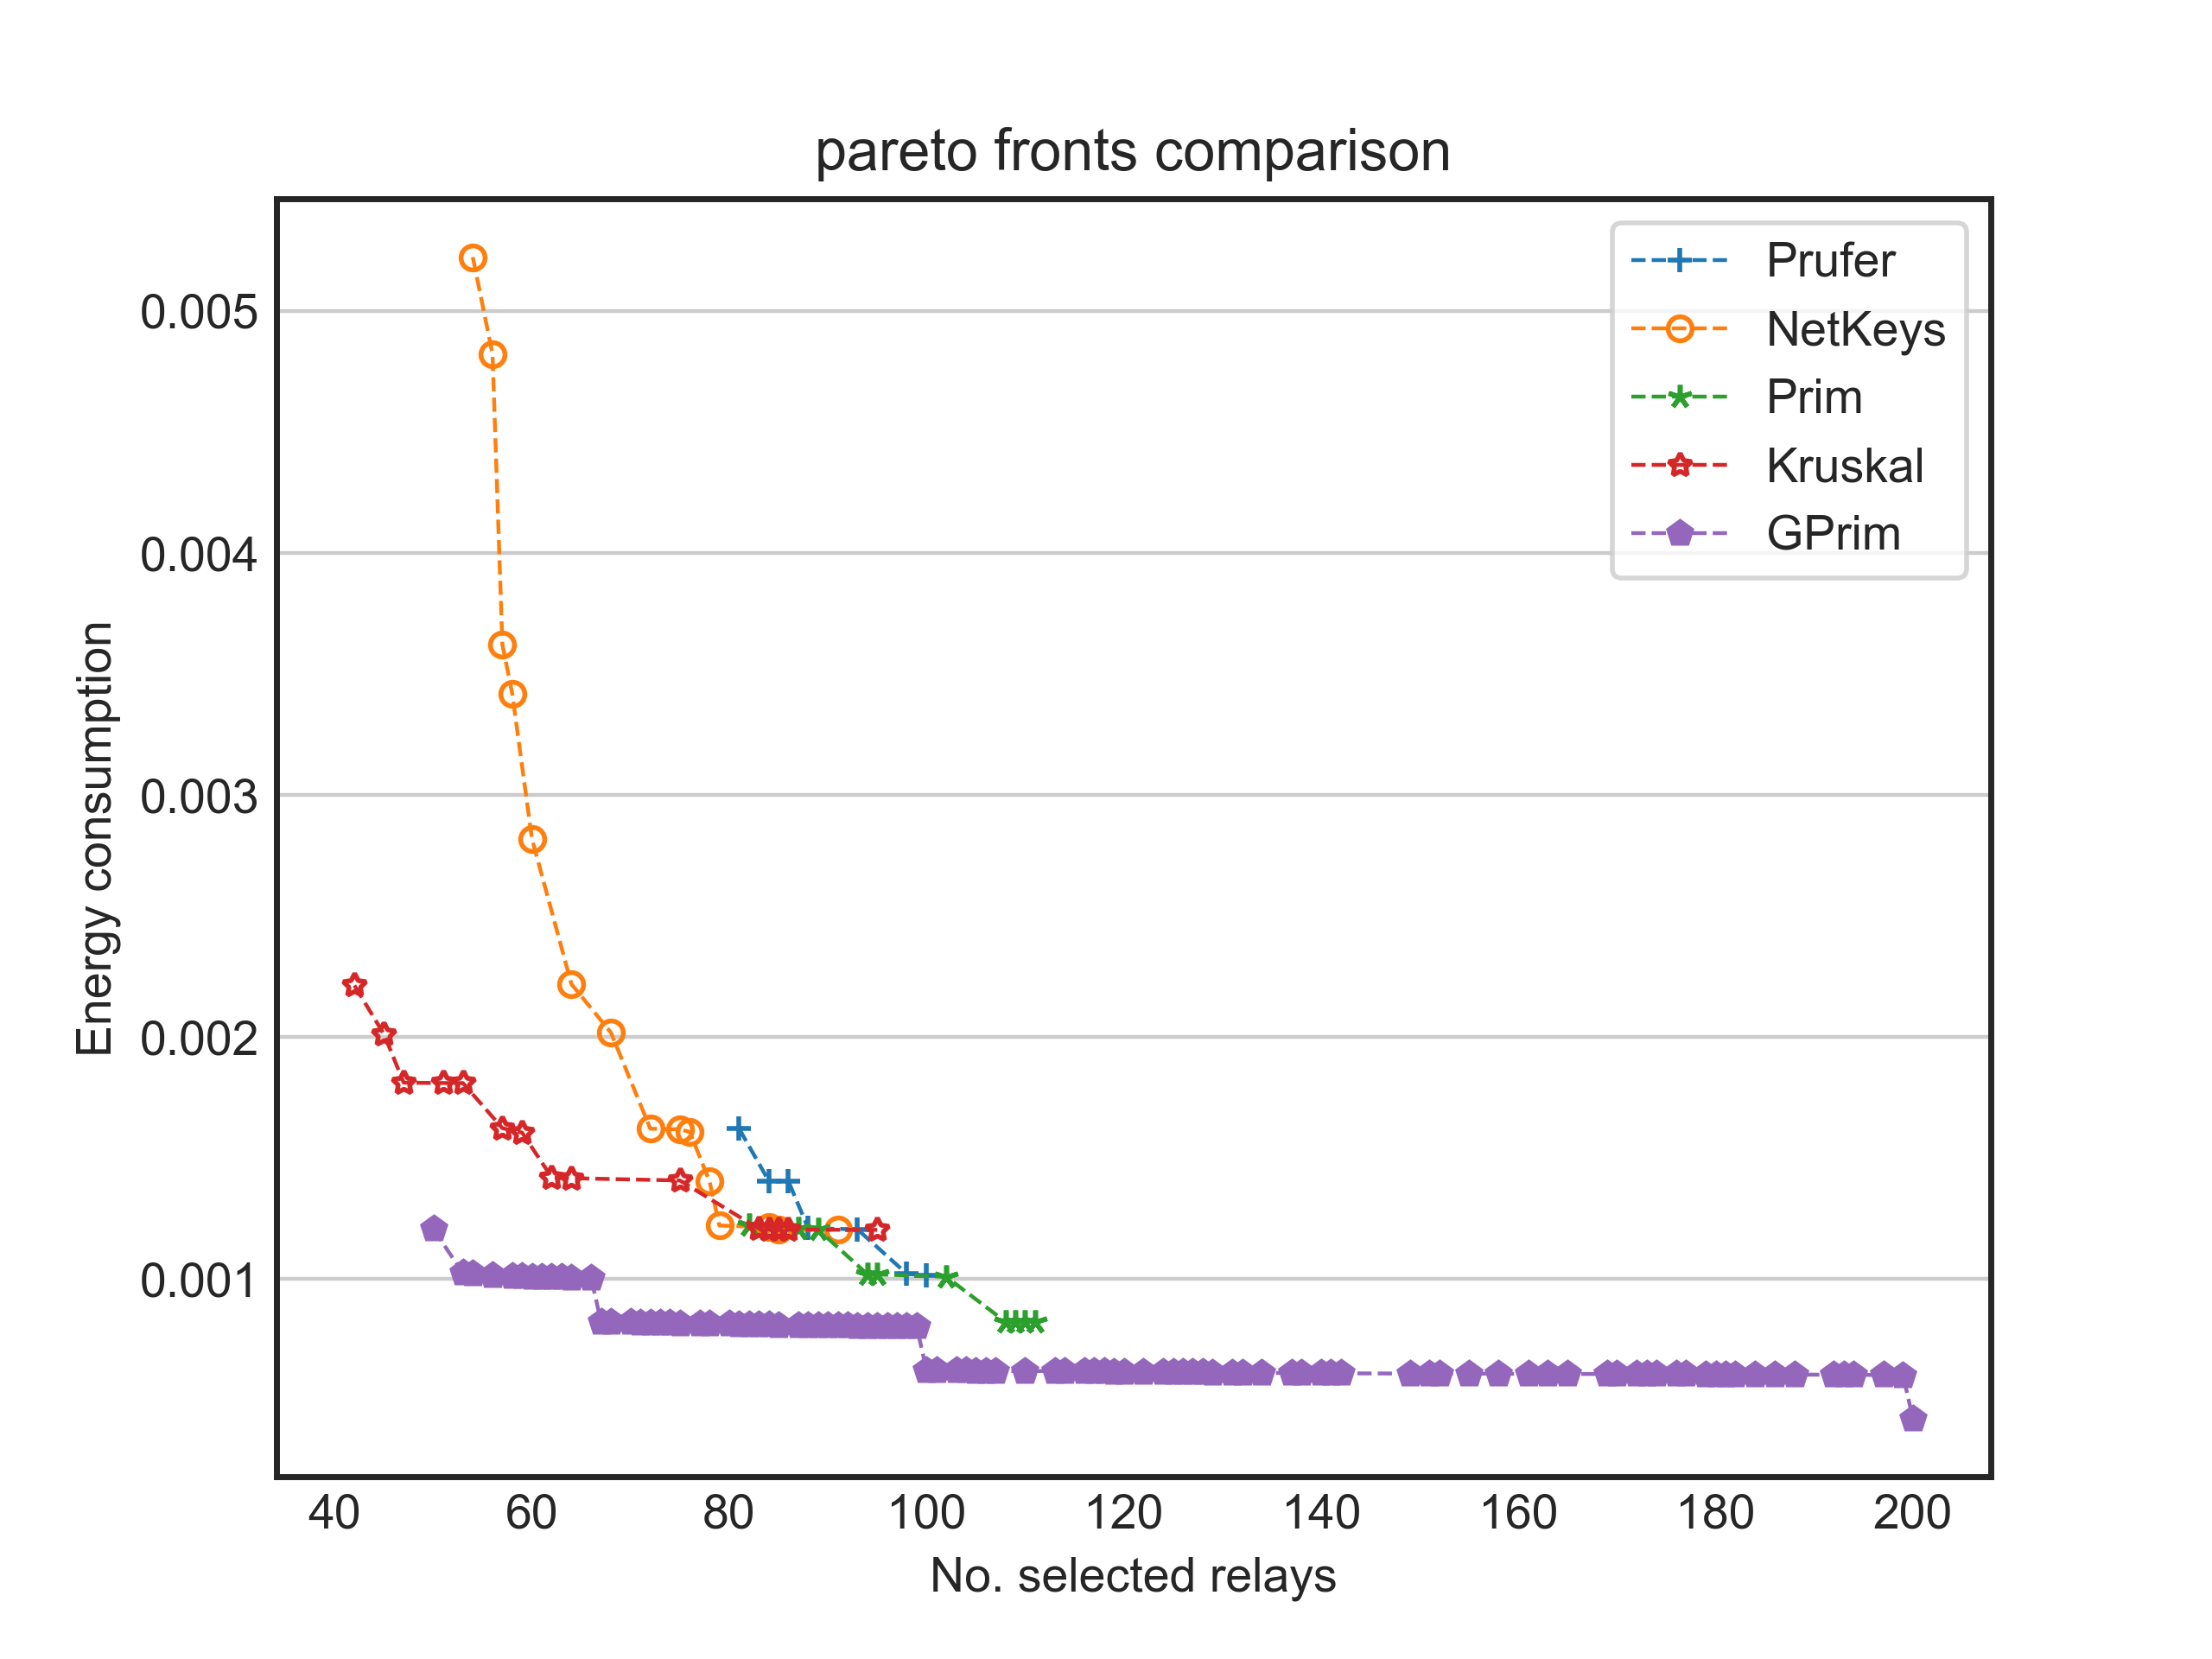 pareto fronts comparison
Prufer
NetKeys
Prim
Kruskal
GPrim
0.005
0.004
0.003
0.002
0.001
Energy consumption
40 60 80 100 120 140 160 180 200
No. selected relays